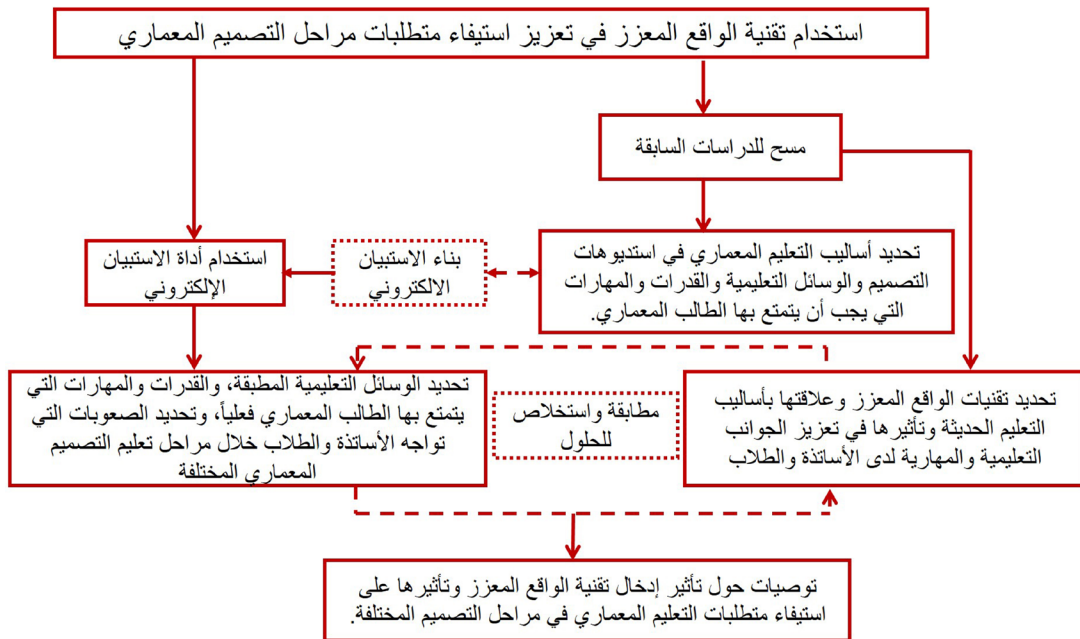 استخدام تقنية الواقع المعزز في تعزيز استيفاء متطلبات مراحل التصميم المعماري
مسح للدراسات السابقة
تحديد أساليب التعليم المعماري في استديوهات
التصميم والوسائل التعليمية والقدرات والمهارات
التي يجب أن يتمتع بها الطالب المعماري.
بناء الاستبيان
الالكتروني
استخدام أداة الاستبيان
الإلكتروني
تحديد تقنيات الواقع المعزز وعلاقتها بأساليب
التعليم الحديثة وتأثيرها في تعزيز الجوانب
التعليمية والمهارية لدى الأساتذة والطلاب
مطابقة واستخلاص
للحلول
تحديد الوسائل التعليمية المطبقة، والقدرات والمهارات التي
يتمتع بها الطالب المعماري فعلياً، وتحديد الصعوبات التي
تواجه الأساتذة والطلاب خلال مراحل تعليم التصميم
المعماري المختلفة
توصيات حول تأثير إدخال تقنية الواقع المعزز وتأثيرها على
استيفاء متطلبات التعليم المعماري في مراحل التصميم المختلفة.